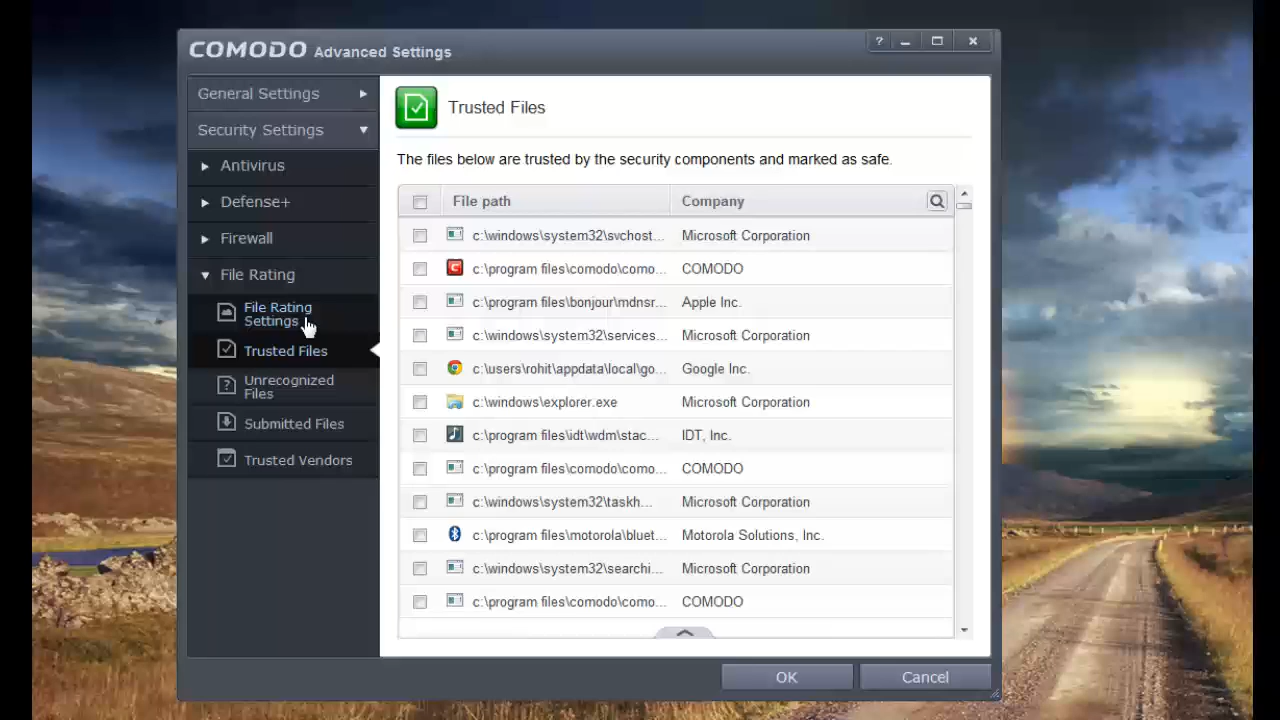 COMODO Advanced Settings
?
General Settings
Security Settings
Antivirus
Defense+
Firewall
File Rating
File Rating
Settings
Trusted Files
Unrecognized
Files
Submitted Files
Trusted Vendors
Trusted Files
The files below are trusted by the security components and marked as safe.
File path Company
c:\windows\system32\svchost... Microsoft Corporation
c:\program files\comodo\como... COMODO
c:\program files\bonjour\mdnsr... Apple Inc.
c:\windows\system32\services... Microsoft Corporation
c:\users\rohit\appdata\local\go... Google Inc.
c:\windows\explorer.exe Microsoft Corporation
c:\program files\idt\wdm\stac... IDT, Inc.
c:\program files\comodo\como... COMODO
c:\windows\system32\taskh... Microsoft Corporation
c:\program files\motorola\bluet... Motorola Solutions, Inc.
c:\windows\system32\searchi... Microsoft Corporation
c:\program files\comodo\como... COMODO
OK Cancel